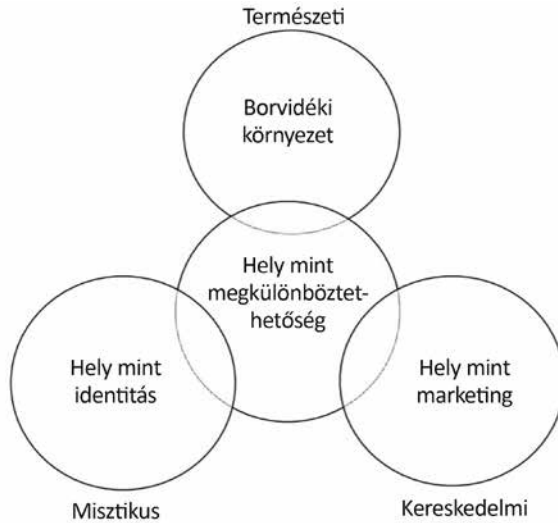 Természeti
Borvidéki
környezet
Hely mint
megkülönböztet-
hetőség
Hely mint
identitás
Hely mint
marketing
Misztikus
Kereskedelmi